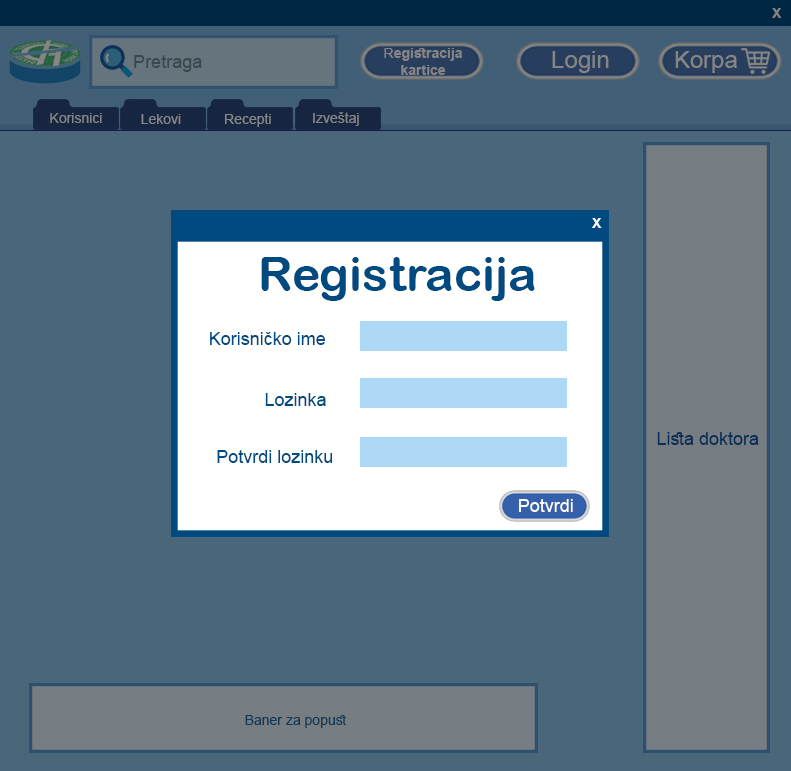 x
Pretraga
Registracija
kartice
Login
Korpa
Korisnici
Lekovi
Recepti
Izveštaj
x
Registracija
Korisničko ime
Lozinka
Potvrdi lozinku
Potvrdi
Lista doktora
Baner za popust